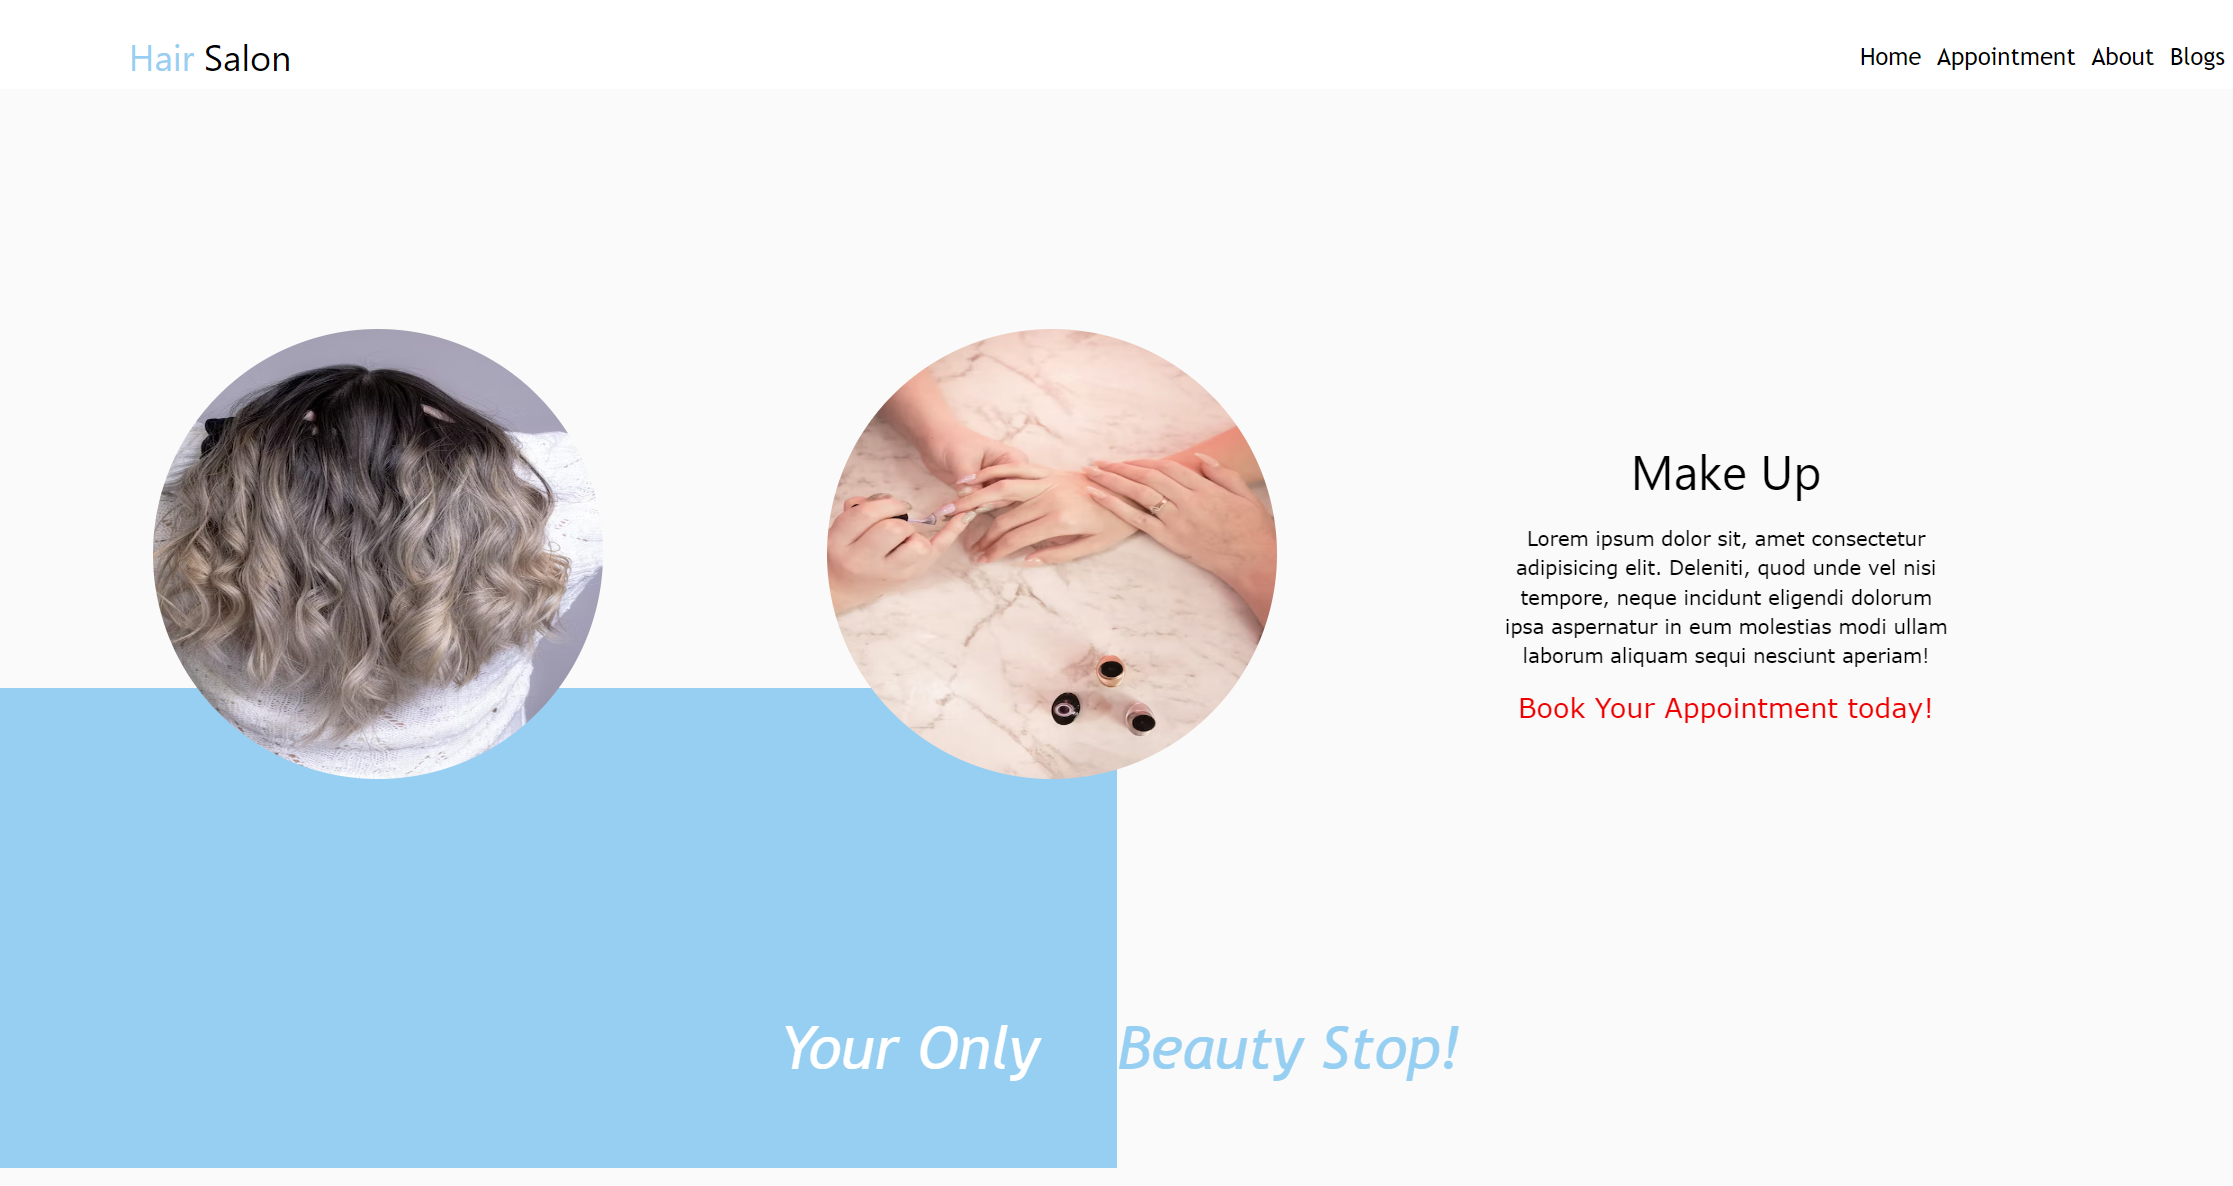 Hair Salon
Home Appointment About Blogs
Make Up
Lorem ipsum dolor sit, amet consectetur
adipisicing elit. Deleniti, quod unde vel nisi
tempore, neque incidunt eligendi dolorum
ipsa aspernatur in eum molestias modi ullam
laborum aliquam sequi nesciunt aperiam!
Book Your Appointment today!
Your Only Beauty Stop!